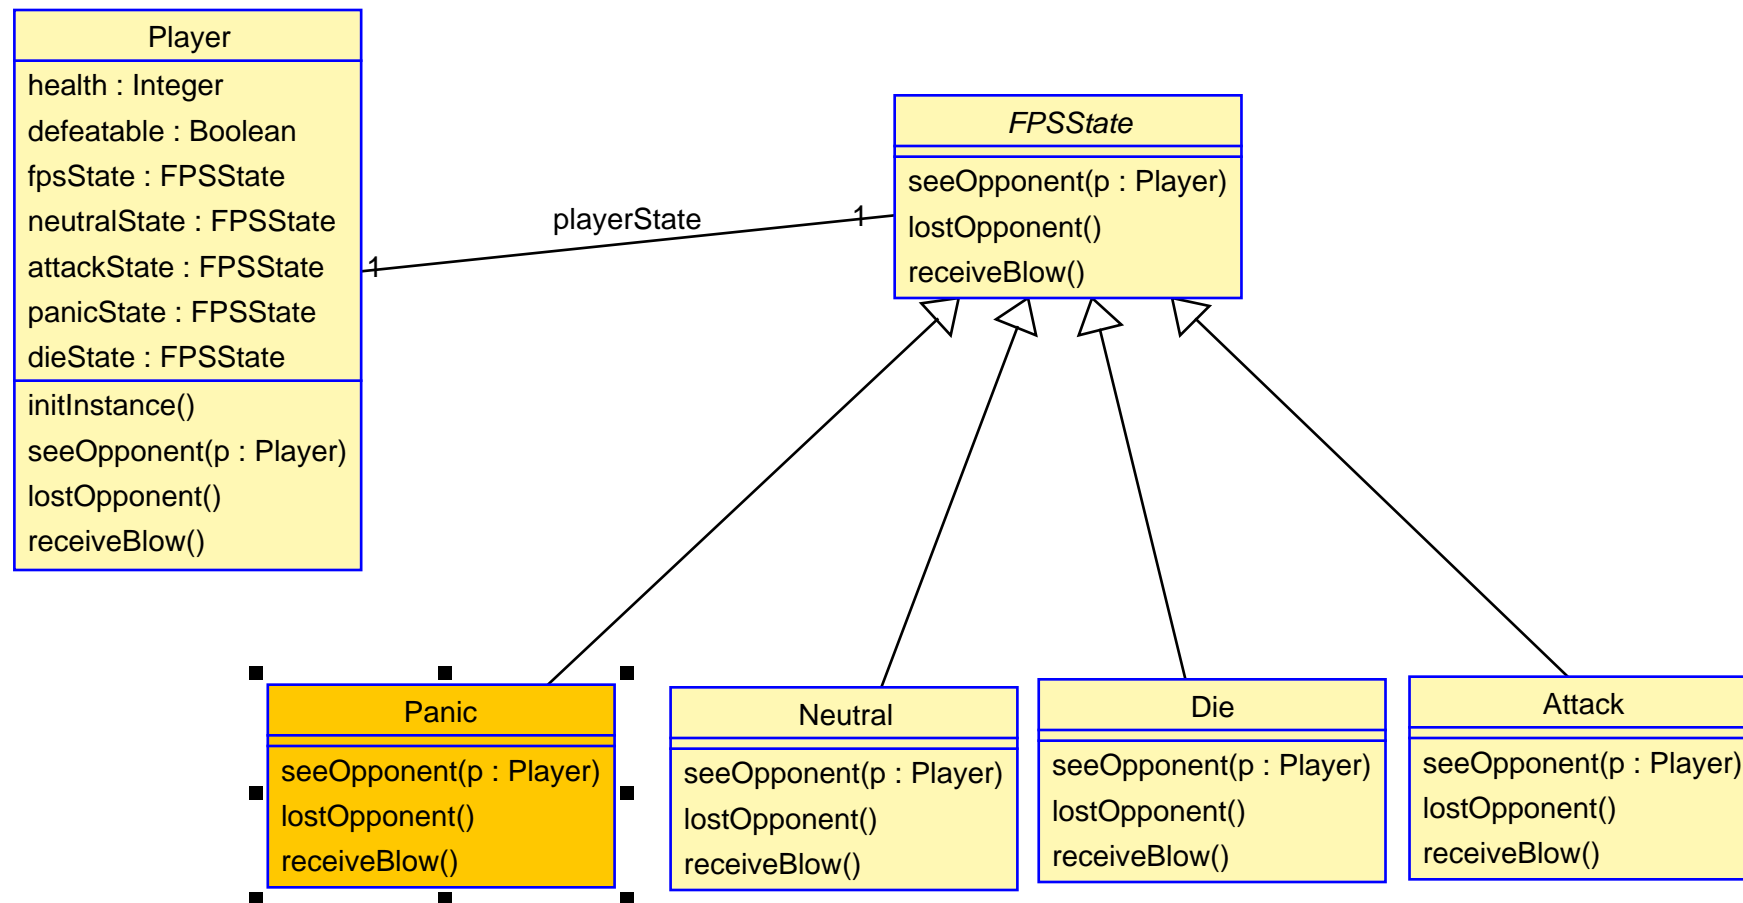 Player
health : Integer
defeatable : Boolean
fpsState : FPSState
neutralState : FPSState
attackState : FPSState
panicState : FPSState
dieState : FPSState
initInstance()
seeOpponent(p : Player)
lostOpponent()
receiveBlow()
1
playerState
1
FPSState
seeOpponent(p : Player)
lostOpponent()
receiveBlow()
Panic
seeOpponent(p : Player)
lostOpponent()
receiveBlow()
Neutral
seeOpponent(p : Player)
lostOpponent()
receiveBlow()
Die
seeOpponent(p : Player)
lostOpponent()
receiveBlow()
Attack
seeOpponent(p : Player)
lostOpponent()
receiveBlow()